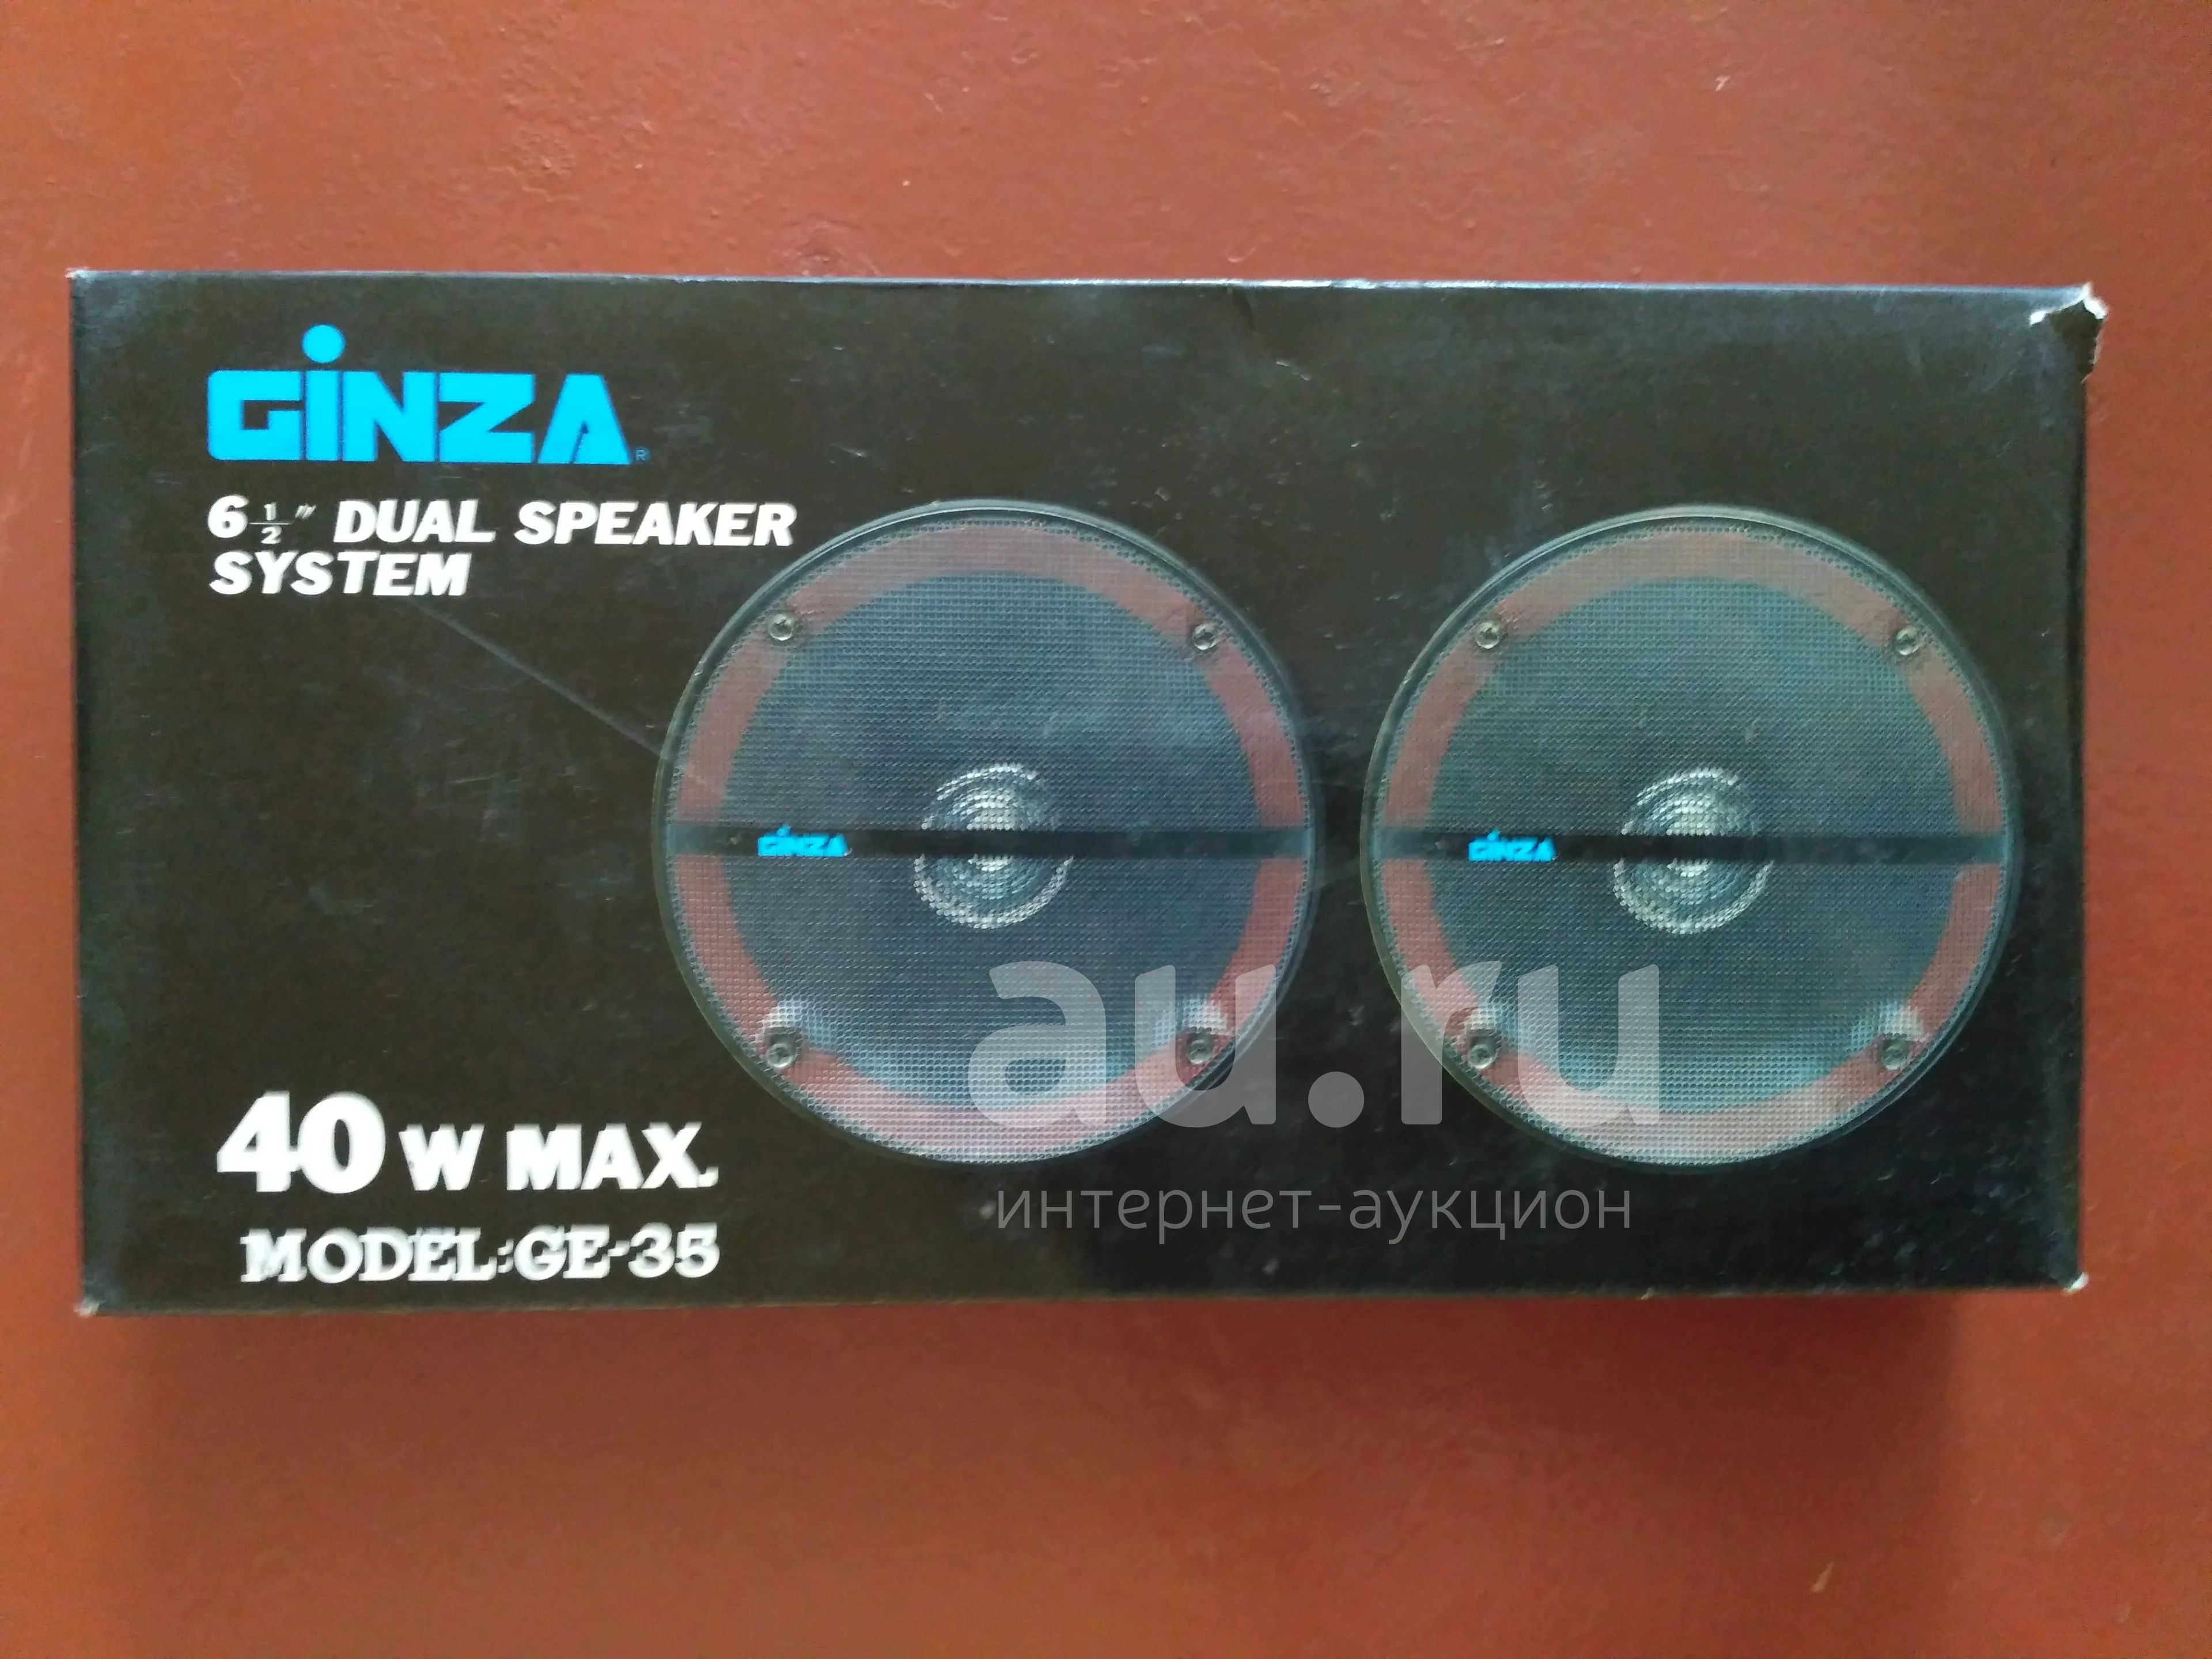 GiNZA®
6 1/2" DUAL SPEAKER
SYSTEM
GiNZA
GiNZA
40 W MAX.
MODEL:GE-35
au.ru
интернет-аукцион